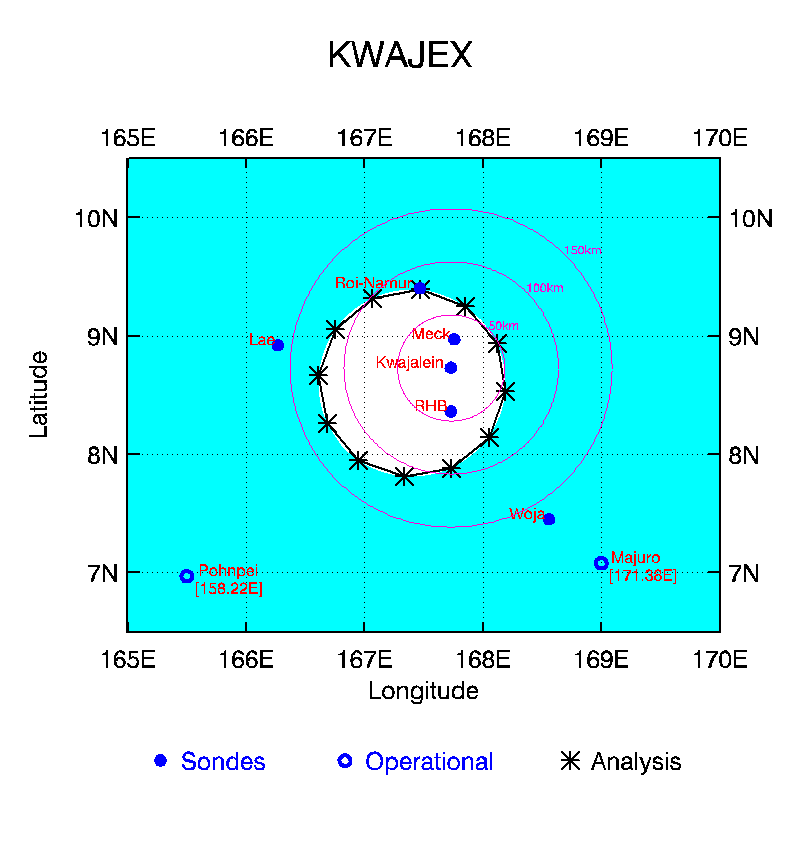 KWAJEX
165E 166E 167E 168E 169E 170E
10N 10N
150km
100km
Roi-Namur
50km
9N Meck 9N
Lae
Kwajalein
RHB
8N 8N
Woja
Majuro
7N Pohnpei [171.38E] 7N
[158.22E]
165E 166E 167E 168E 169E 170E
Longitude
Latitude
Sondes Operational Analysis